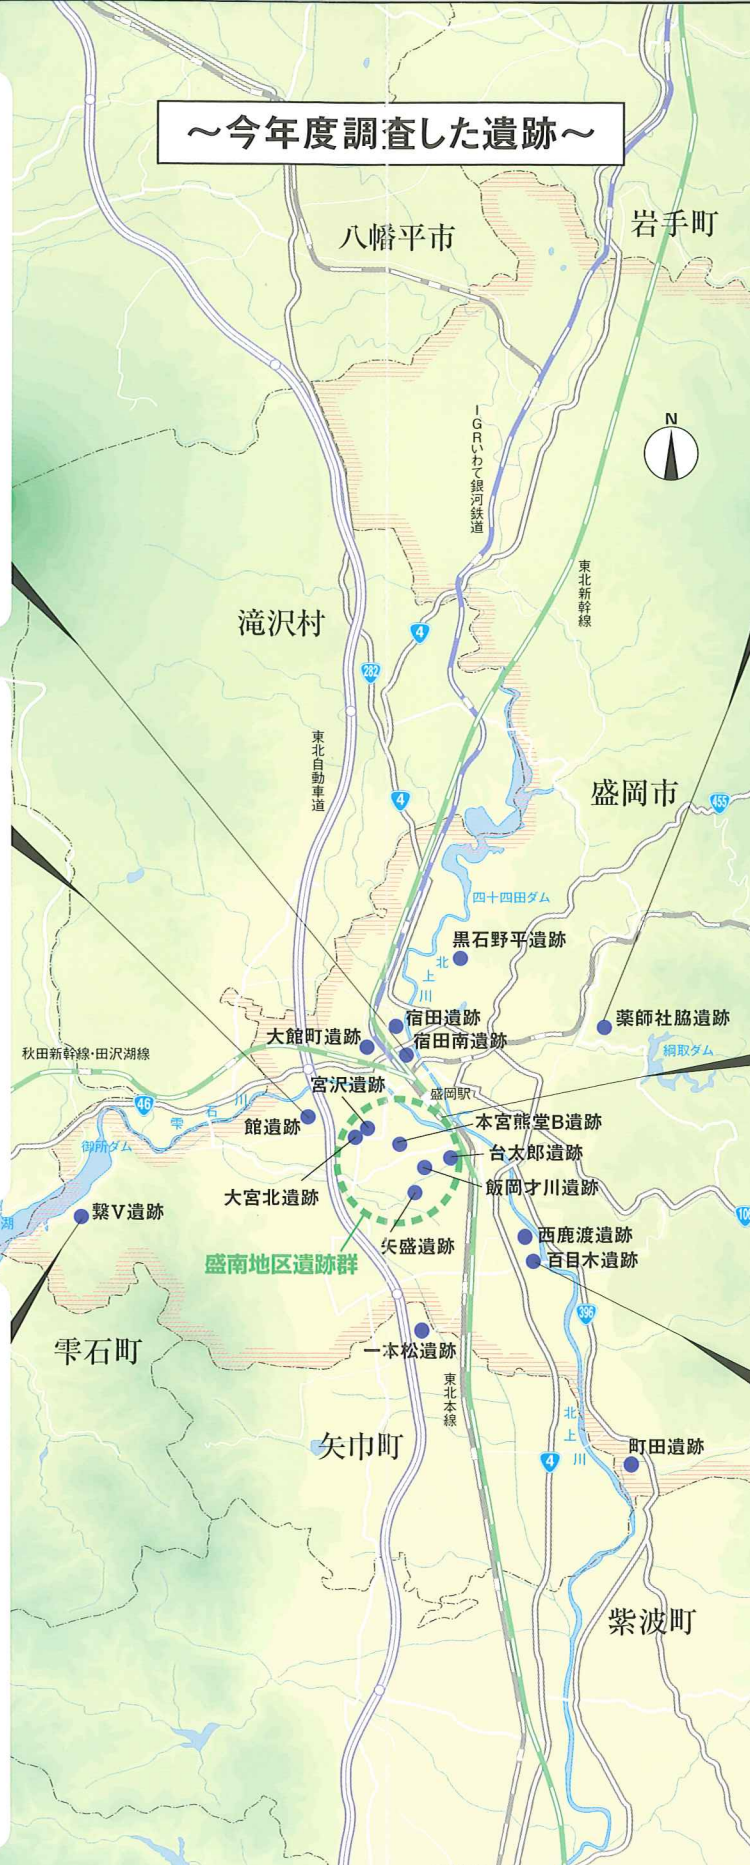 ～今年度調査した遺跡～
八幡平市
岩手町
N
IGRいわて銀河鉄道
東北新幹線
滝沢村
4
282
東北自動車道
4
盛岡市
455
四十四田ダム
黒石野平遺跡
北上川
宿田遺跡
薬師社脇遺跡
大館町遺跡
宿田南遺跡
綱取ダム
秋田新幹線・田沢湖線
宮沢遺跡
盛岡駅
46
雫石川
館遺跡
本宮熊堂B遺跡
御所ダム
台太郎遺跡
大宮北遺跡
飯岡才川遺跡
繋V遺跡
湖
106
西鹿渡遺跡
矢盛遺跡
百目木遺跡
盛南地区遺跡群
396
雫石町
一本松遺跡
東北本線
北上川
矢巾町
町田遺跡
4
紫波町